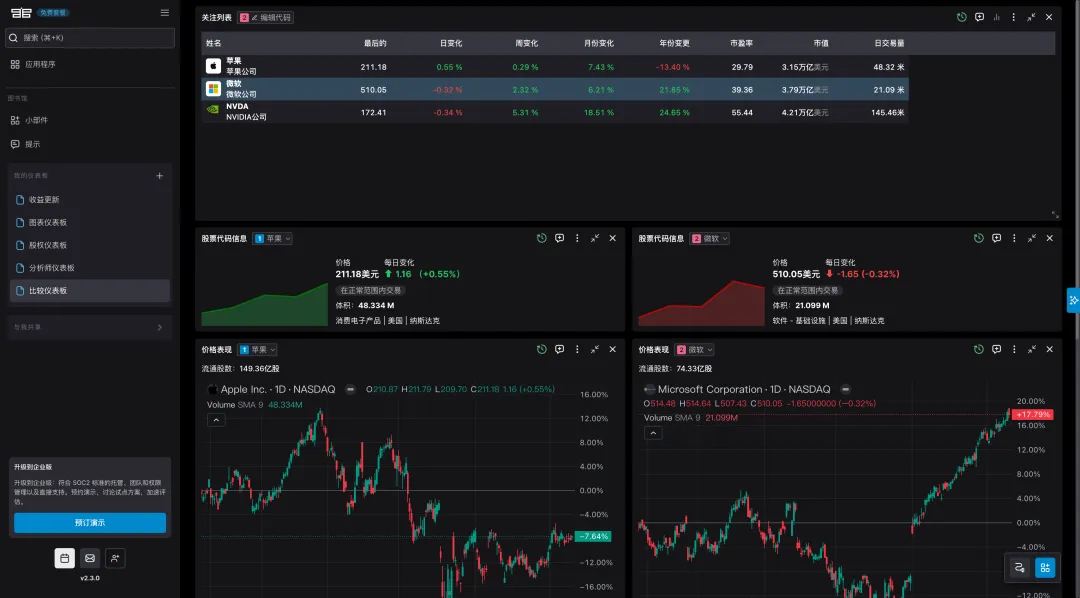 免费套餐
搜索 (⌘+K)
应用程序
图书馆
小部件
提示
我的仪表板
收益更新
图表仪表板
股权仪表板
分析师仪表板
比较仪表板
与我共享
升级到企业版
升级到企业级：符合 SOC2 标准的托管、团队和权限
管理以及直接支持。预约演示，讨论试点方案，加速评
估。
预订演示
v2.3.0
关注列表 2 编辑代码
姓名 最后的 日变化 周变化 月份变化 年份变更 市盈率 市值 日交易量
苹果
苹果公司 211.18 0.55 % 0.29 % 7.43 % -13.40 % 29.79 3.15万亿美元 48.32 米
微软
微软公司 510.05 -0.32 % 2.32 % 6.21 % 21.85 % 39.36 3.79万亿美元 21.09 米
NVDA
NVIDIA公司 172.41 -0.34 % 5.31 % 18.51 % 24.65 % 55.44 4.21万亿美元 145.46米
股票代码信息 1 苹果
价格 每日变化
211.18美元 1.16 (+0.55%)
在正常范围内交易
体积： 48.334 M
消费电子产品 | 美国 | 纳斯达克
股票代码信息 2 微软
价格 每日变化
510.05美元 -1.65 (-0.32%)
在正常范围内交易
体积： 21.099 M
软件 - 基础设施 | 美国 | 纳斯达克
价格表现 1 苹果
流通股数： 149.36亿股
Apple Inc. · 1D · NASDAQ O210.87 H211.79 L209.70 C211.18 1.16 (+0.55%)
Volume SMA 9 48.334M
16.00%
12.00%
8.00%
4.00%
0.00%
−4.00%
−7.64%
−12.00%
−16.00%
价格表现 2 微软
流通股数： 74.33亿股
Microsoft Corporation · 1D · NASDAQ
O514.48 H514.64 L507.43 C510.05 −1.65000000 (−0.32%)
Volume SMA 9 21.099M
20.00%
+17.79%
16.00%
12.00%
8.00%
4.00%
0.00%
−4.00%
−12.00%